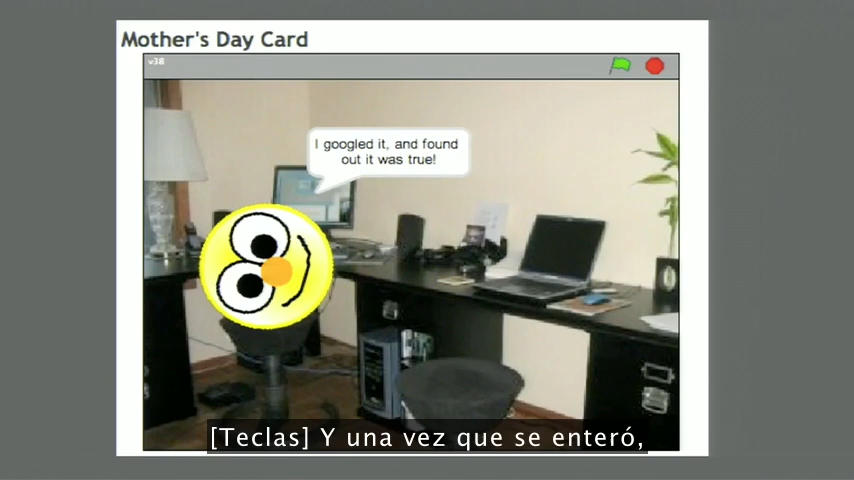 Mother's Day Card
v38
I googled it, and found
out it was true!
[Teclas] Y una vez que se enteró,